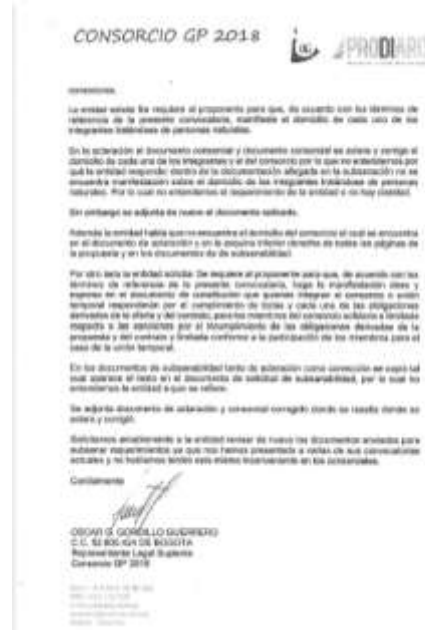 CONSORCIO GP 2018
PRODIARC
consorcios.
La entidad solicita Se requiere al proponente para que, de acuerdo con los términos de
referencia de la presente convocatoria, manifieste el domicilio de cada uno de los
integrantes tratándose de personas naturales.
En la aclaración al documento consorcial y documento consorcial se aclara y corrige el
domicilio de cada uno de los integrantes y el del consorcio por lo que no entendemos por
qué la entidad responde: dentro de la documentación allegada en la subsanación no se
encuentra manifestación sobre el domicilio de los integrantes tratándose de personas
naturales. Por lo cual no entendemos el requerimiento de la entidad
Sin embargo se adjunta de nuevo el documento solicitado.
Además la entidad habla que no encuentra el domicilio del consorcio el cual se encuentra
en el documento de aclaración y en la esquina inferior derecha de todas las páginas de
la propuesta y en los documentos de subsanabilidad.
Por otro lado la entidad solicita: Se requiere al proponente para que, de acuerdo con los
términos de referencia de la presente convocatoria, haga la manifestación clara y
expresa en el documento de constitución que quienes integran el consorcio o unión
temporal responderán por el cumplimiento de todas y cada una de las obligaciones
derivadas de la oferta y del contrato, para los miembros del consorcio solidaria e ilimitada
respecto a las sanciones por el incumplimiento de las obligaciones derivadas de la
propuesta y del contrato y limitada conforme a la participación de los miembros para el
caso de la unión temporal.
En los documentos de subsanabilidad tanto de aclaración como corrección se copió tal
cual aparece el texto en el documento de solicitud de subsanabilidad, por lo cual no
entendemos la entidad a que se refiere.
Se adjunta documento de aclaración y consorcial corregido donde se resalta donde se
aclara y corrigió.
Solicitamos amablemente a la entidad revisar de nuevo los documentos enviados para
subsanar requerimientos ya que nos hemos presentado a varias de sus convocatorias
actuales y no hubíamos tenido este mismo inconveniente en los consorciales.
Cordialmente
OSCAR G. GORDILLO GUERRERO
C.C. DE BOGOTA
Representante Legal Suplente
Consorcio GP 2018